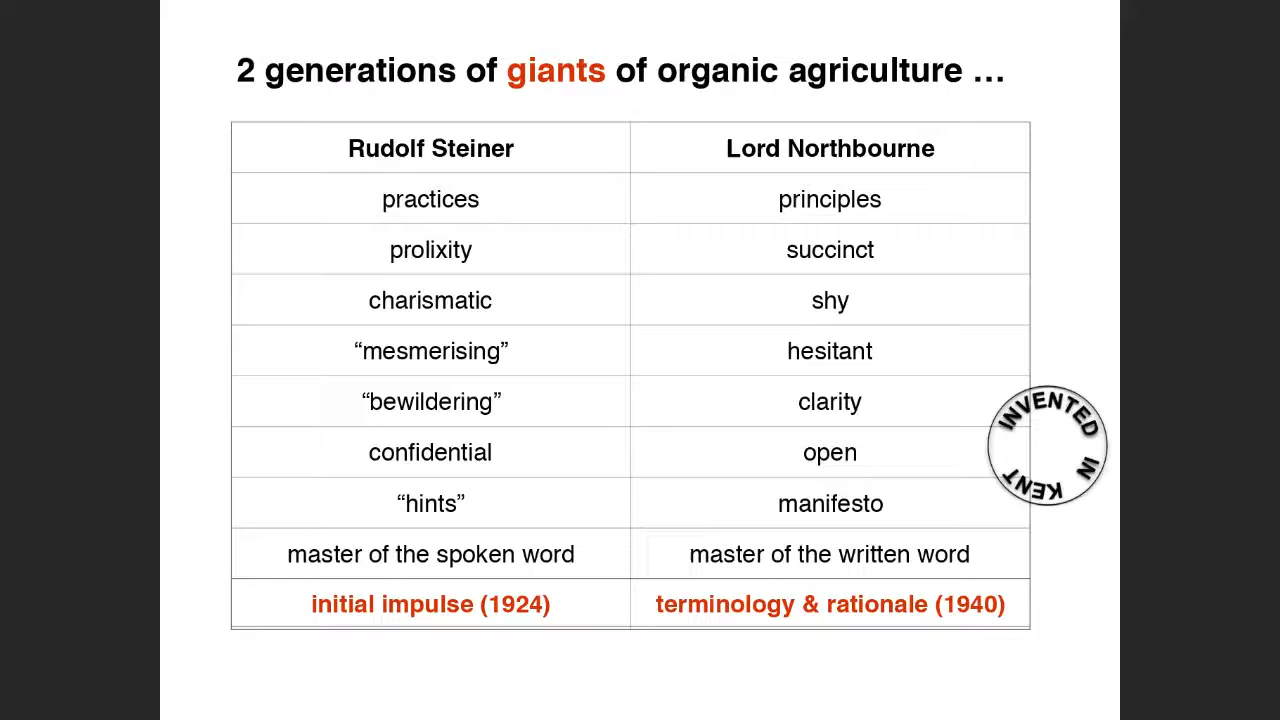 2 generations of giants of organic agriculture …
Rudolf Steiner Lord Northbourne
practices principles
prolixity succinct
charismatic shy
“mesmerising” hesitant
“bewildering” clarity
confidential open
“hints” manifesto
master of the spoken word master of the written word
initial impulse (1924) terminology & rationale (1940)
INVENTED IN KENT